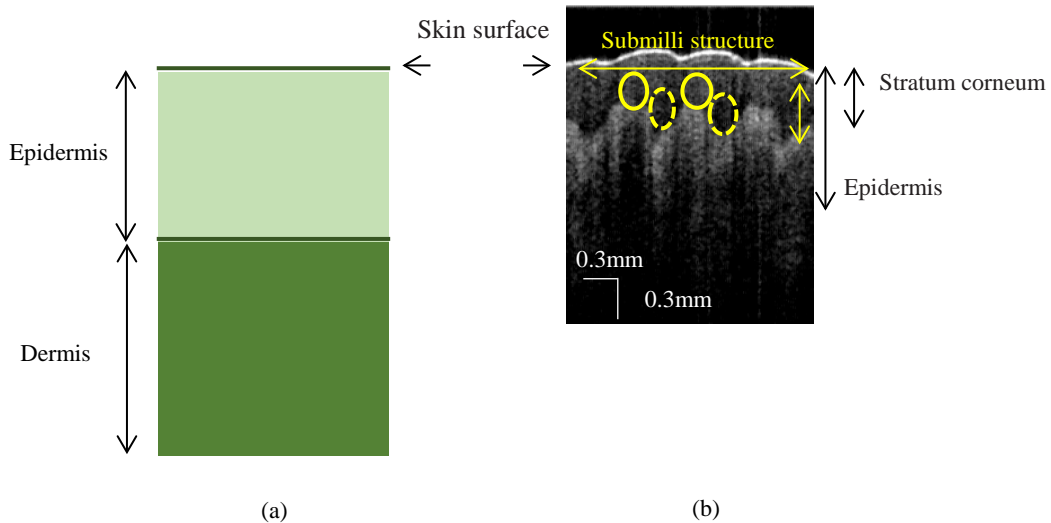 Skin surface
Submilli structure
Stratum corneum
Epidermis
Epidermis
0.3mm
0.3mm
Dermis
(a)
(b)